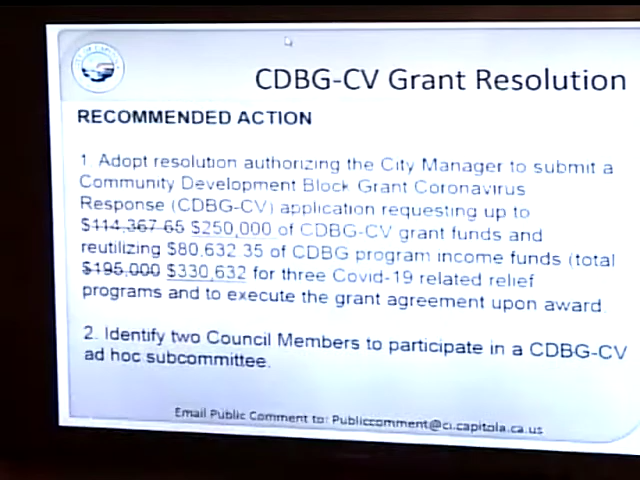 CDBG-CV Grant Resolution
RECOMMENDED ACTION
1 Adopt resolution authorizing the City Manager to submit a
Community Development Block Grant Coronavirus
Response (CDBG-CV) application requesting up to
$114,367 65 $250,000 of CDBG-CV grant funds and
reutilizing $80,632 35 of CDBG program income funds (total
$195,000 $330,632 for three Covid-19 related relief
programs and to execute the grant agreement upon award
2. Identify two Council Members to participate in a CDBG-CV
ad hoc subcommittee.
Email Public Comment to: Publiccomment@ci.capitola.ca.us